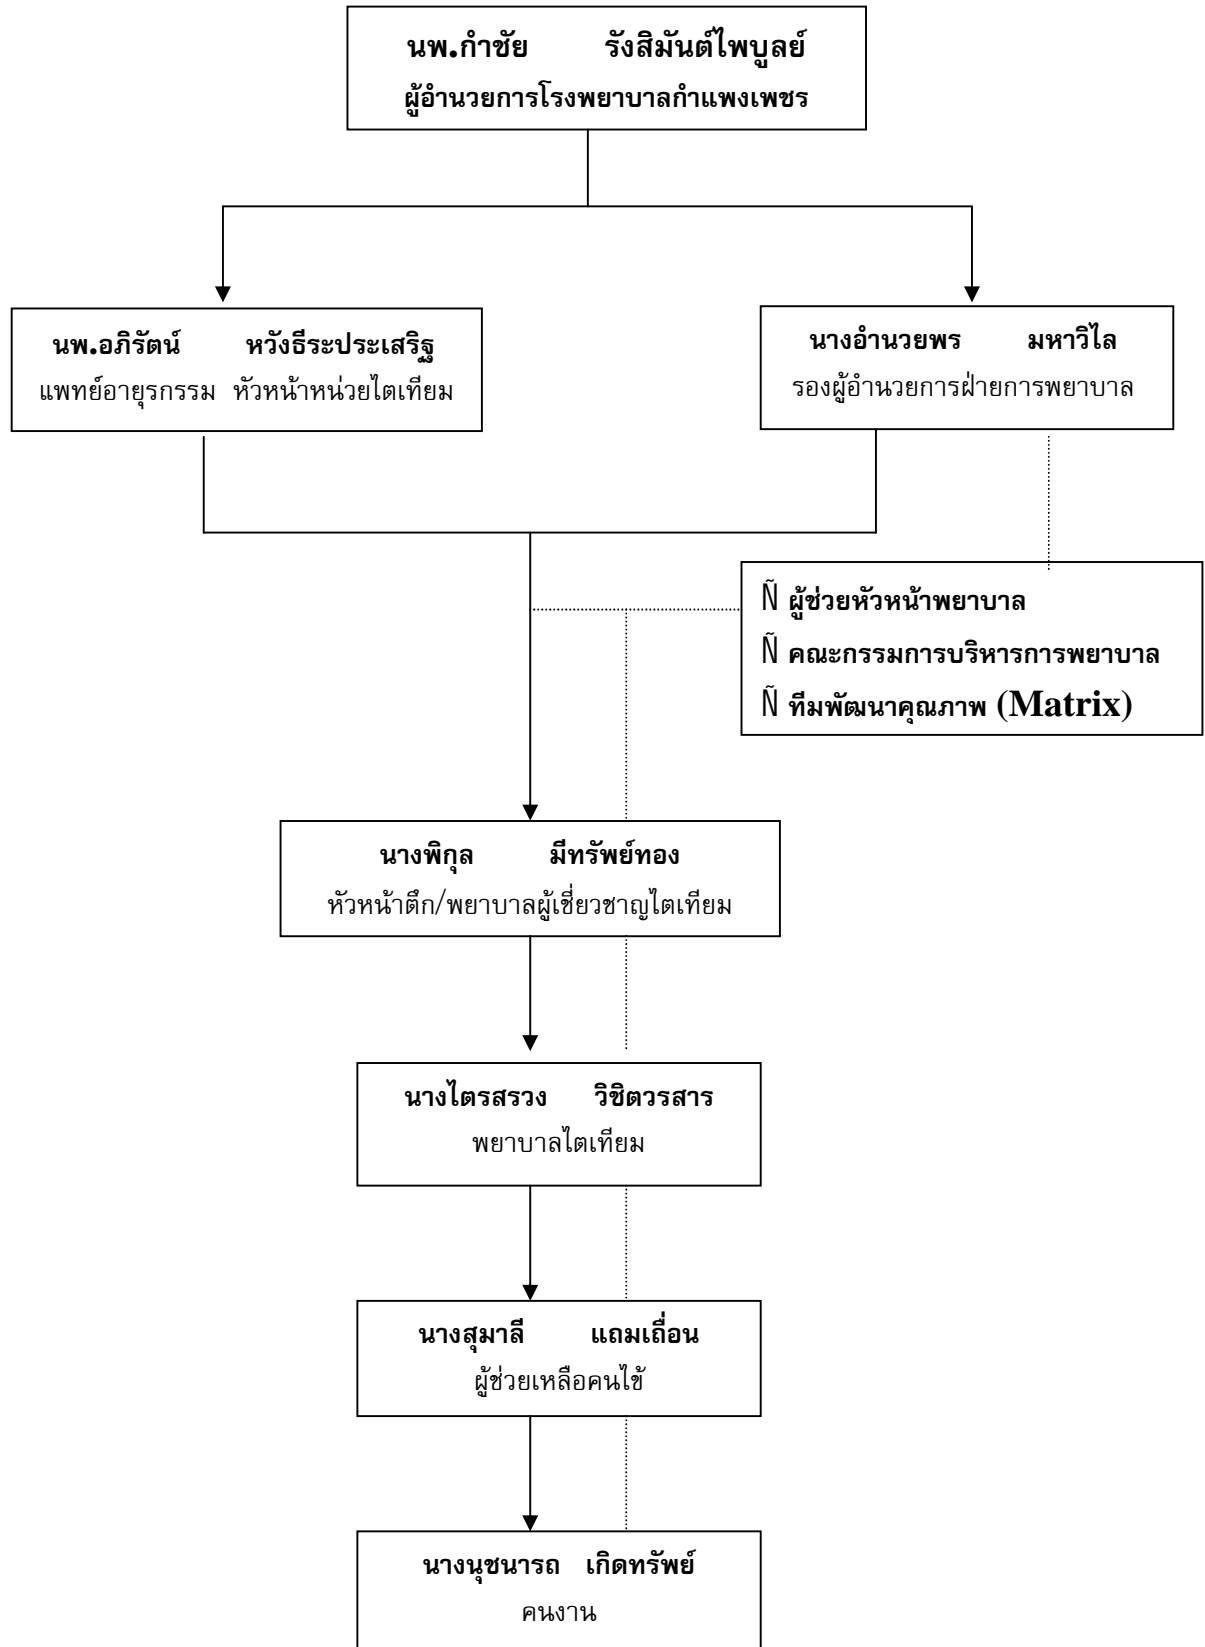 นพ.กำชัย รังสิมันต์ไพบูลย์
ผู้อำนวยการโรงพยาบาลกำแพงเพชร
นพ.อภิรัตน์ หวังธีระประเสริฐ
แพทย์อายุรกรรม หัวหน้าหน่วยไตเทียม
นางอำนวยพร มหาวิไล
รองผู้อำนวยการฝ่ายการพยาบาล
Ñ ผู้ช่วยหัวหน้าพยาบาล
Ñ คณะกรรมการบริหารการพยาบาล
Ñ ทีมพัฒนาคุณภาพ (Matrix)
นางพิกุล มีทรัพย์ทอง
หัวหน้าตึก/พยาบาลผู้เชี่ยวชาญไตเทียม
นางไตรสรวง วิชิตวรสาร
พยาบาลไตเทียม
นางสุมาลี แถมเถื่อน
ผู้ช่วยเหลือคนไข้
นางนุชนารถ เกิดทรัพย์
คนงาน